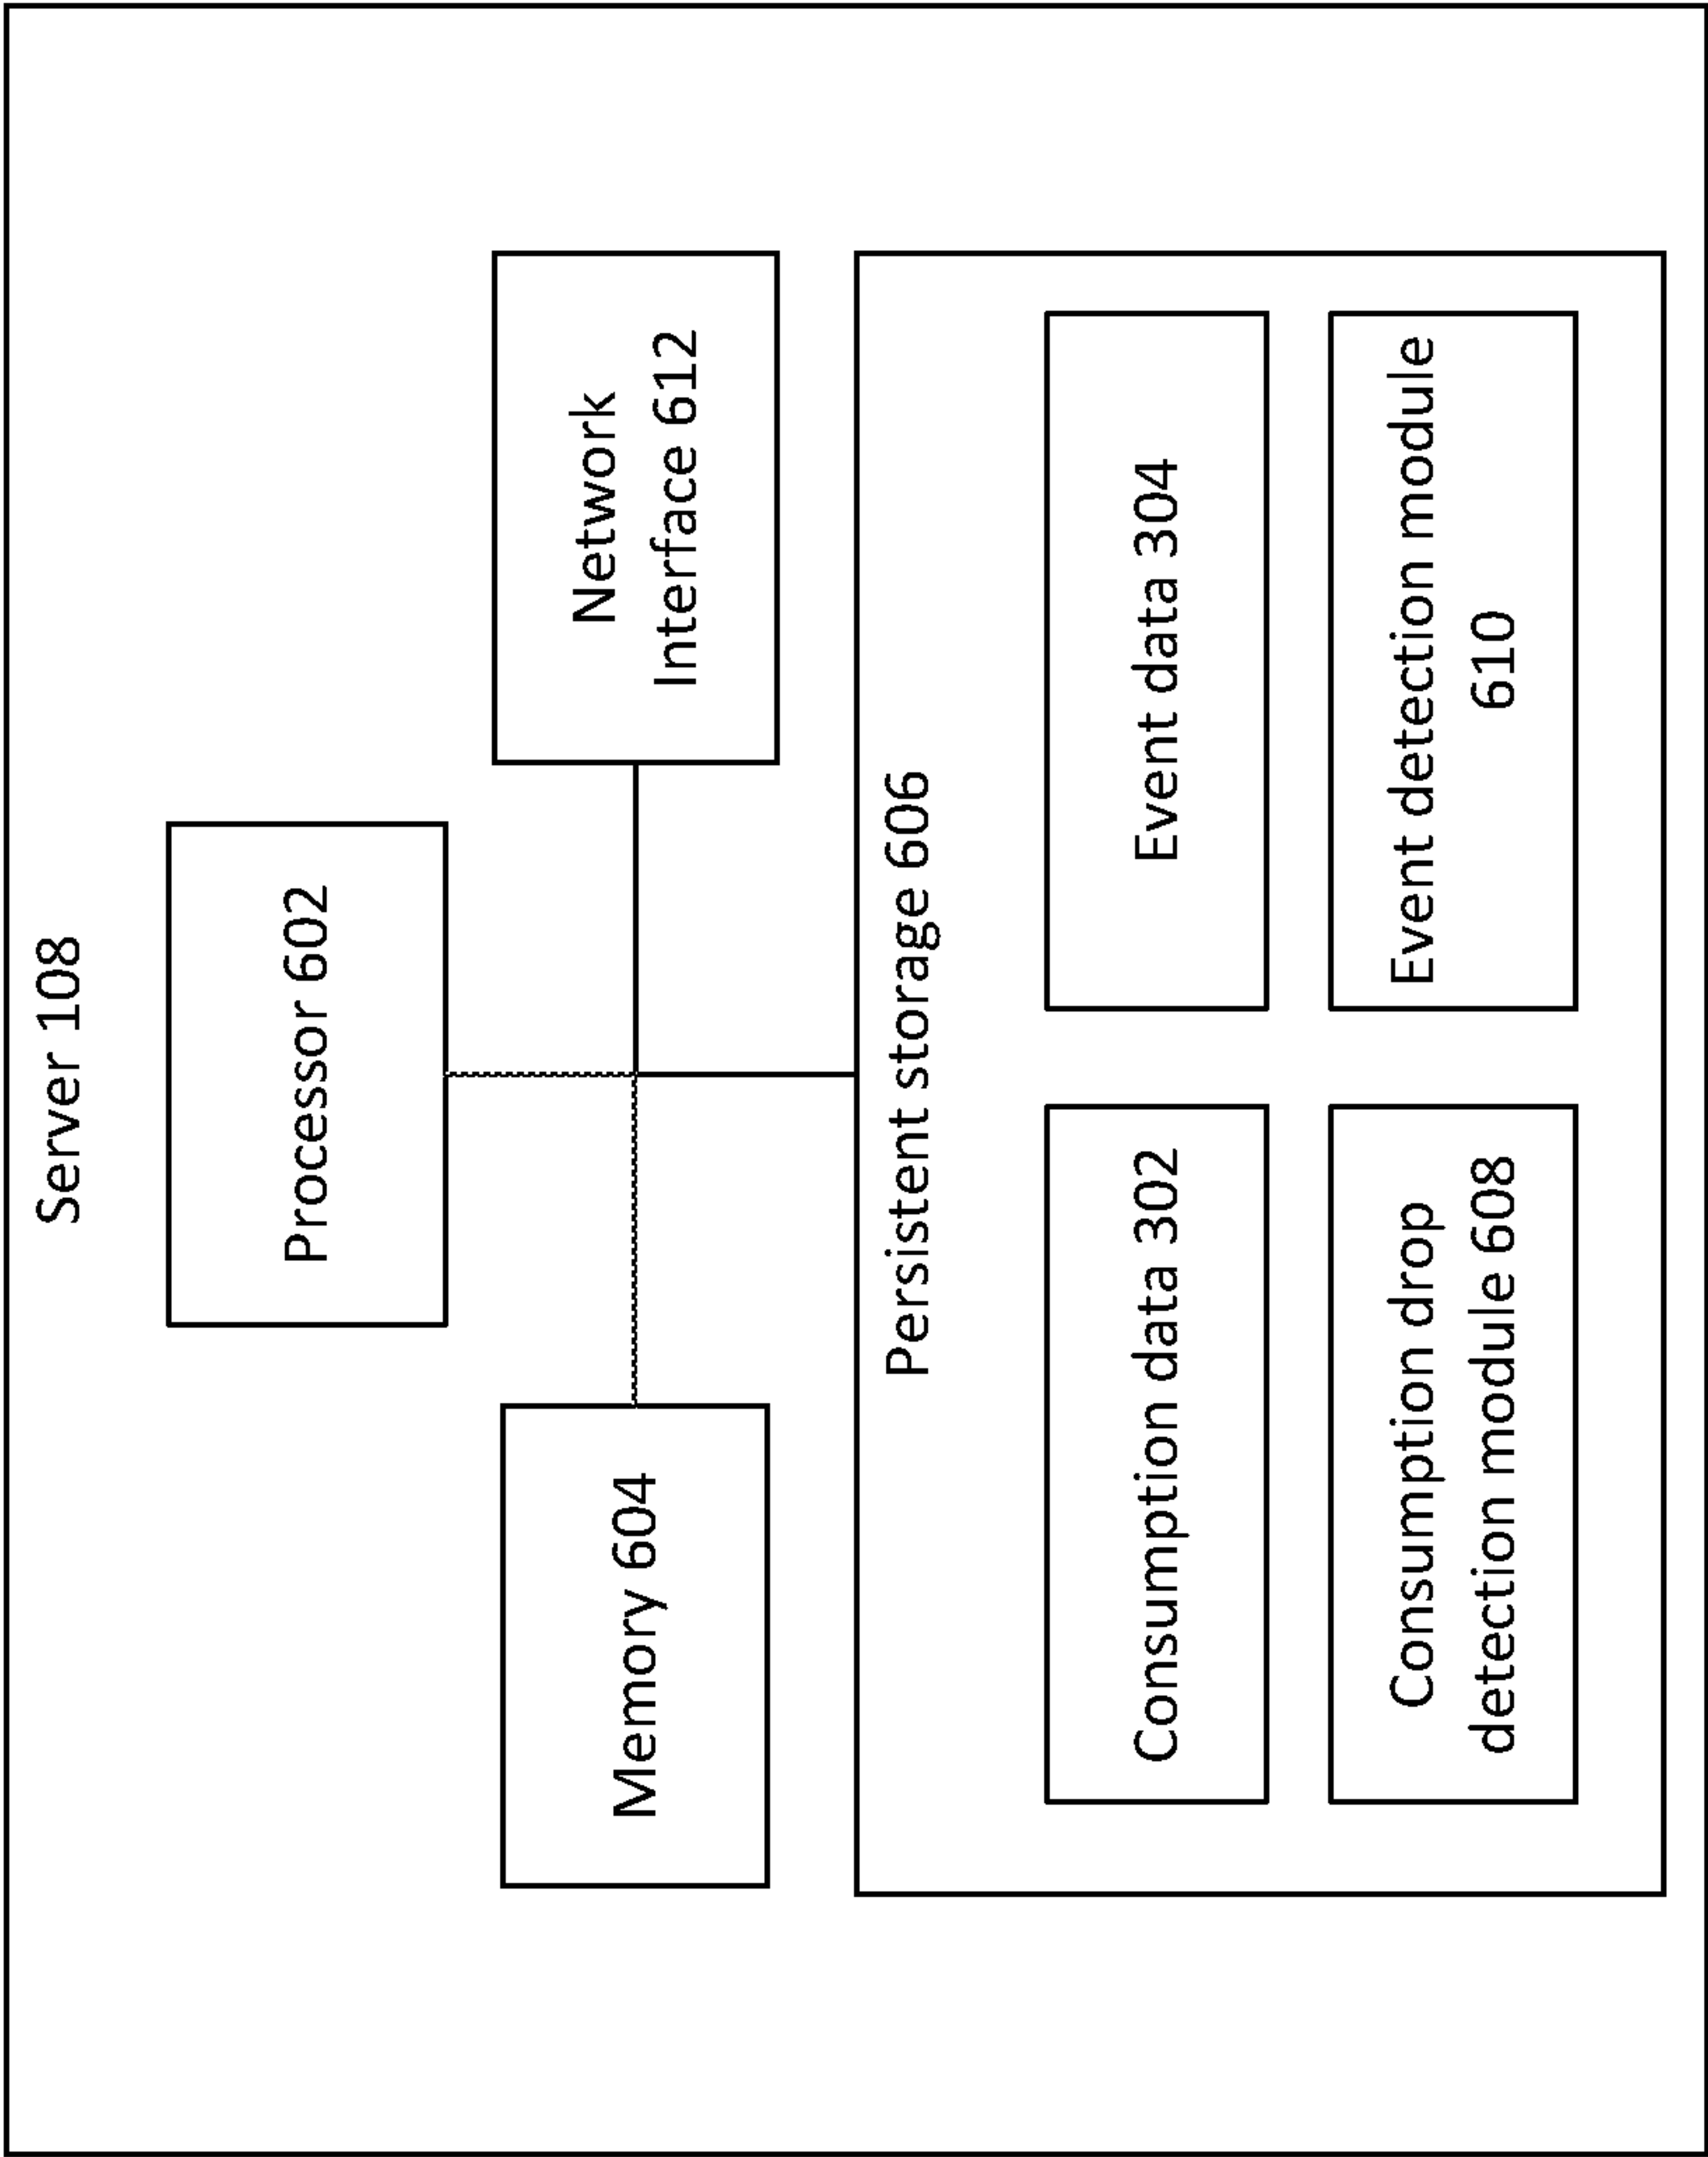 Server 108
Processor 602
Memory 604
Network
Interface 612
Persistent storage 606
Consumption data 302
Event data 304
Consumption drop
detection module 608
Event detection module
610